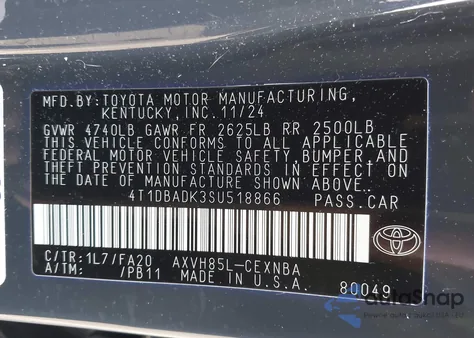 MFD.BY: TOYOTA MOTOR MANUFACTURING,
KENTUCKY, INC. 11/24
GVWR 4740LB GAWR FR 2625LB RR 2500LB
THIS VEHICLE CONFORMS TO ALL APPLICABLE
FEDERAL MOTOR VEHICLE SAFETY, BUMPER, AND
THEFT PREVENTION STANDARDS IN EFFECT ON
THE DATE OF MANUFACTURE SHOWN ABOVE.
4T1DBADK3SU518866 PASS.CAR
C/TR: 1L7/FA20 AXVH85L-CEXNBA
A/TM: /PB11 MADE IN U.S.A. 80049
autoSnap